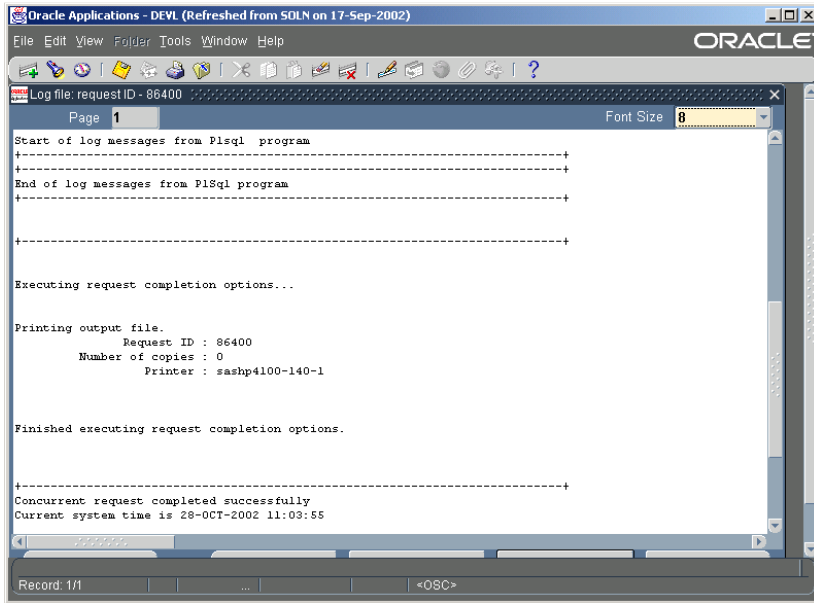 Oracle Applications - DEVL (Refreshed from SOLN on 17-Sep-2002)
File Edit View Folder Tools Window Help
ORACLE
Log file: request ID - 86400
Page 1 Font Size 8
Start of log messages from Plsql program
+---------------------------------------------------------------------------+
+---------------------------------------------------------------------------+
End of log messages from PlSql program
+---------------------------------------------------------------------------+
+---------------------------------------------------------------------------+
Executing request completion options...
Printing output file.
Request ID : 86400
Number of copies : 0
Printer : sashp4100-140-1
Finished executing request completion options.
+---------------------------------------------------------------------------+
Concurrent request completed successfully
Current system time is 28-OCT-2002 11:03:55
Record: 1/1 ... <OSC>